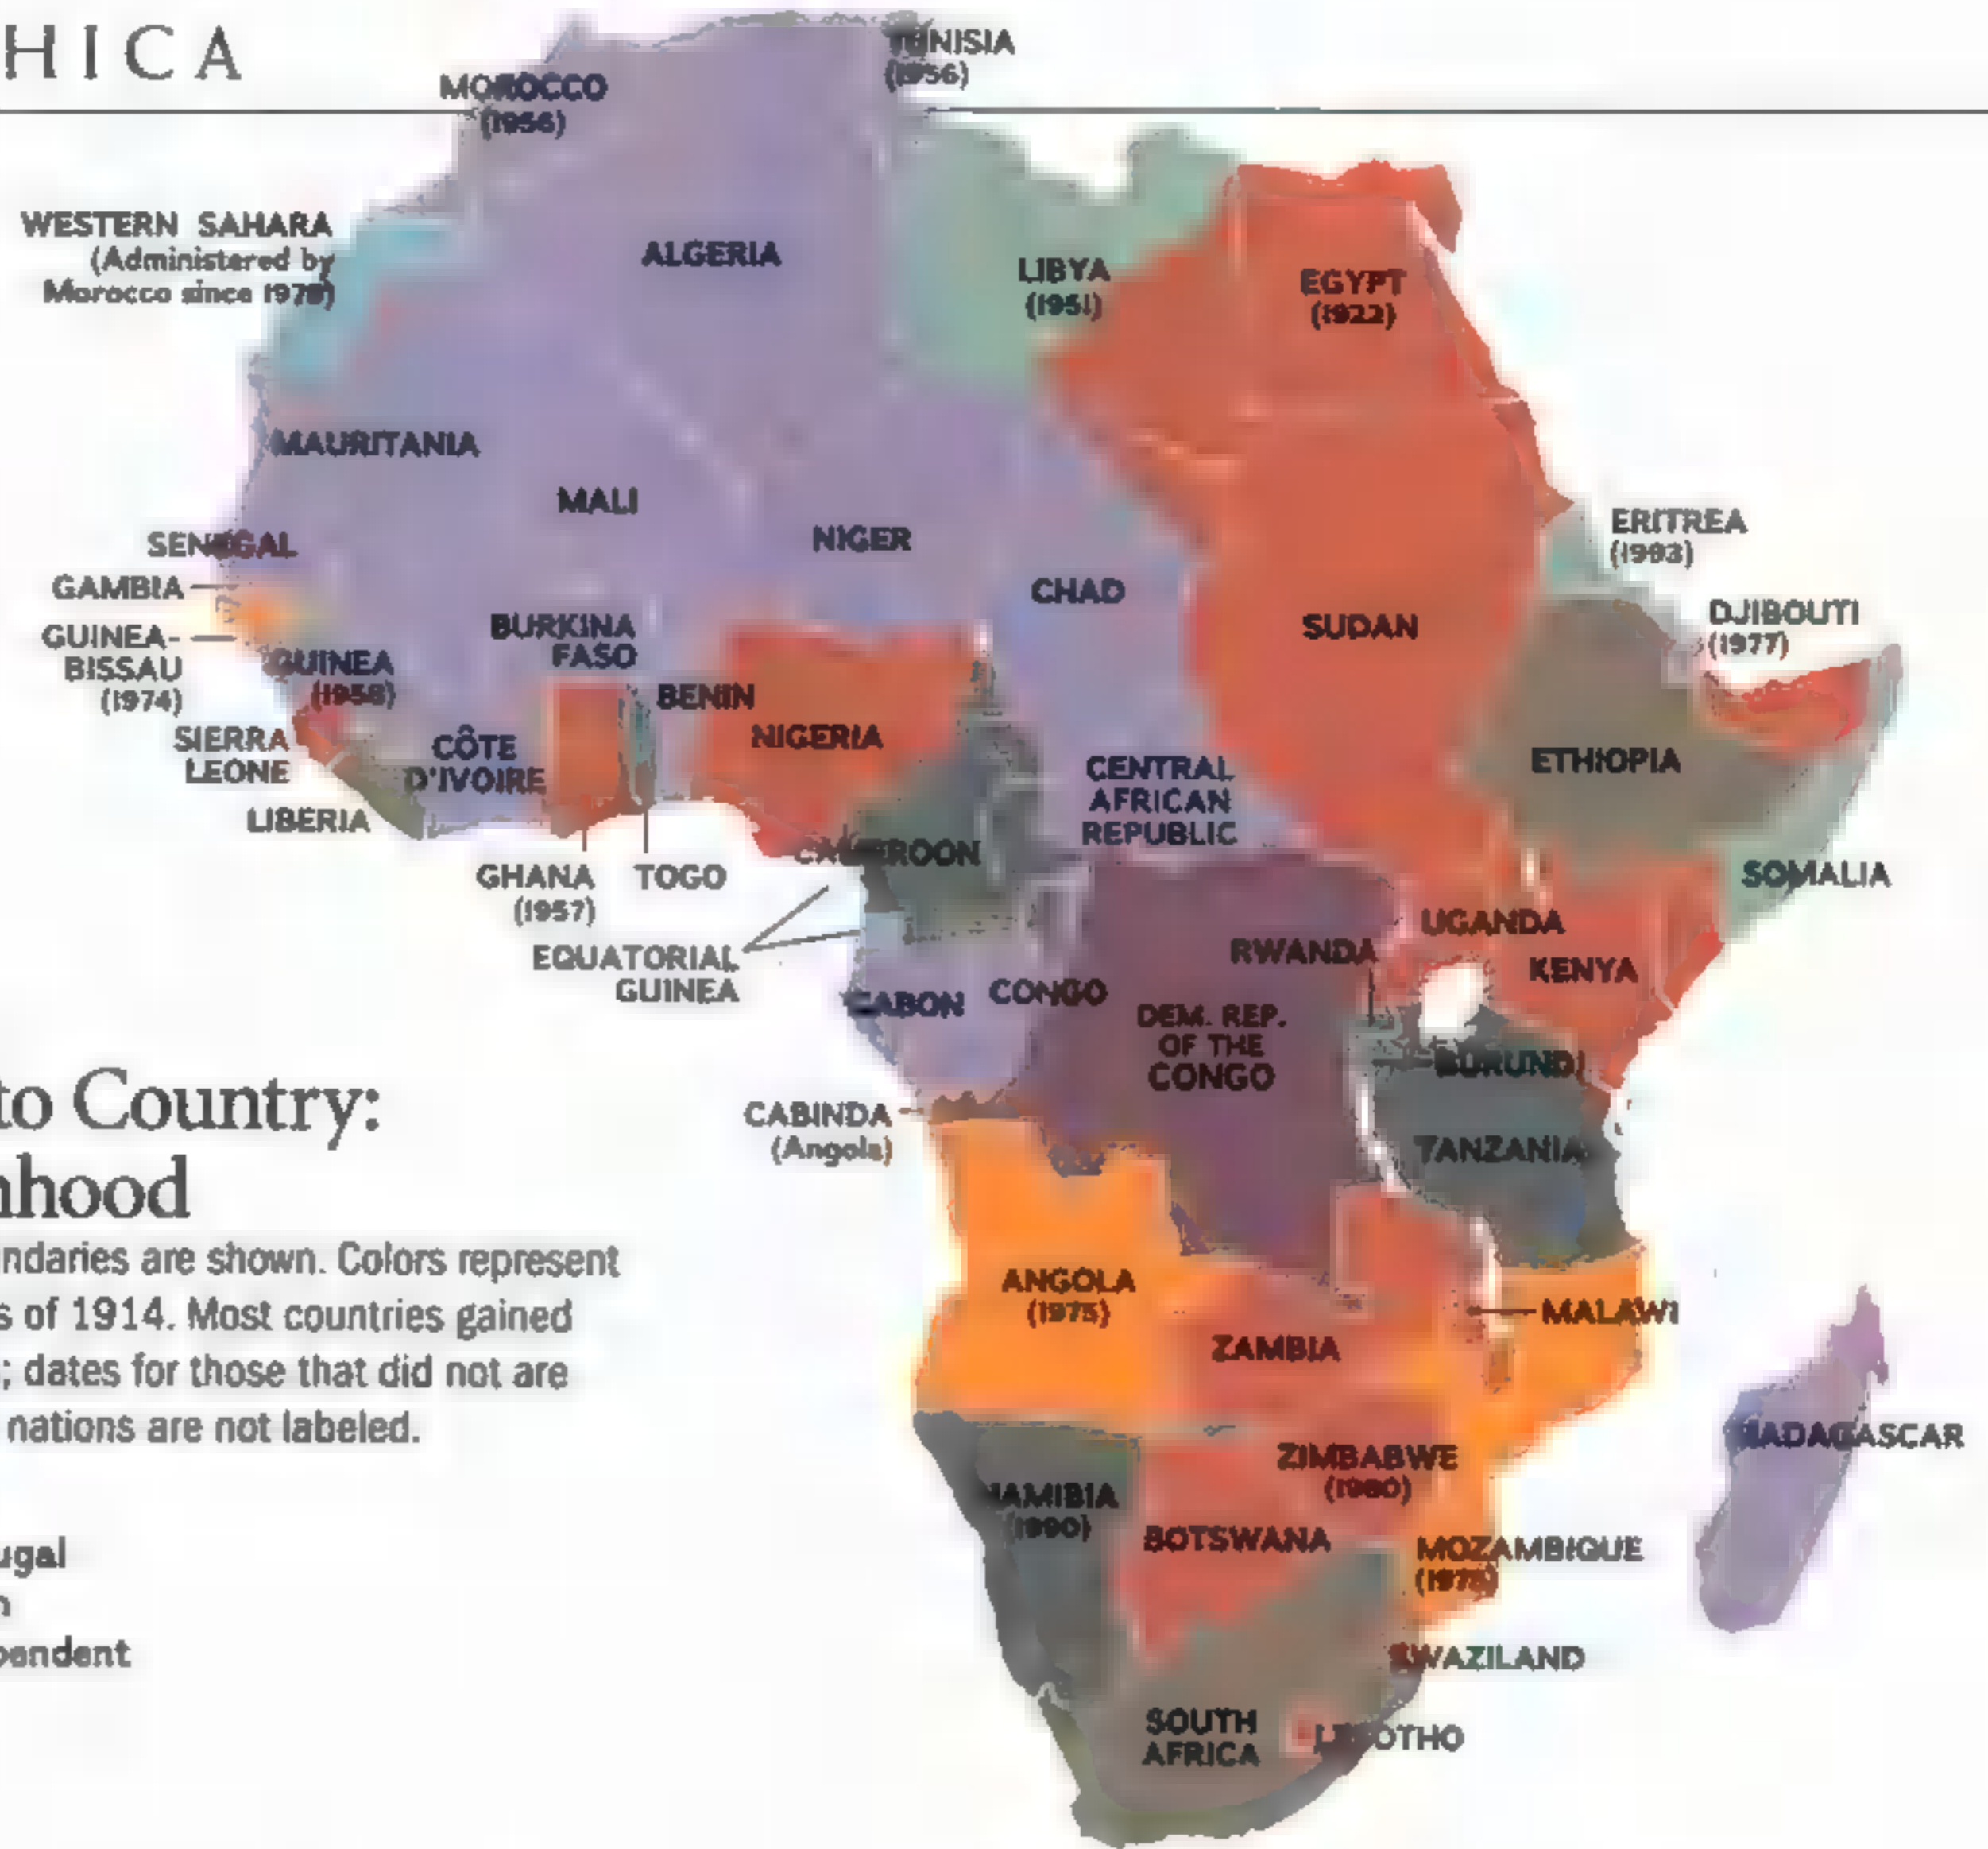 HICA
TUNISIA
(1956)
MOROCCO
(1956)
WESTERN SAHARA
(Administered by
Morocco since 1979)
ALGERIA
LIBYA
(1951)
EGYPT
(1922)
MAURITANIA
MALI
NIGER
CHAD
SUDAN
ERITREA
(1993)
DJIBOUTI
(1977)
SENEGAL
GAMBIA
GUINEA-
BISSAU
(1974)
GUINEA
(1958)
BURKINA
FASO
BENIN
NIGERIA
SIERRA
LEONE
CÔTE
D'IVOIRE
LIBERIA
GHANA
(1957)
TOGO
CAMEROON
CENTRAL
AFRICAN
REPUBLIC
ETHIOPIA
SOMALIA
EQUATORIAL
GUINEA
GABON
CONGO
DEM. REP.
OF THE
CONGO
RWANDA
UGANDA
KENYA
BURUNDI
TANZANIA
CABINDA
(Angola)
to Country:
nhood
ndaries are shown. Colors represent
s of 1914. Most countries gained
; dates for those that did not are
nations are not labeled.
ANGOLA
(1975)
ZAMBIA
MALAWI
ZIMBABWE
(1980)
MADAGASCAR
NAMIBIA
(1990)
BOTSWANA
MOZAMBIQUE
(1975)
ugal
n
pendent
SWAZILAND
SOUTH
AFRICA
LESOTHO